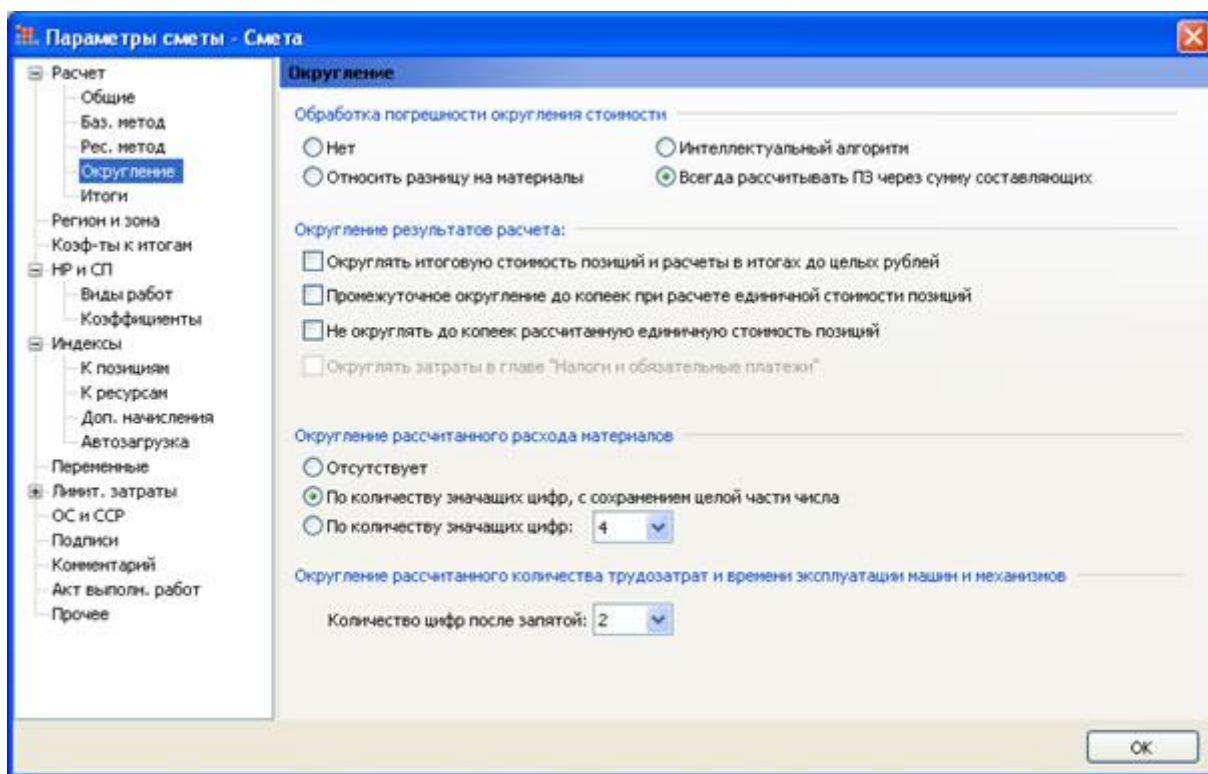 Параметры сметы - Смета
Расчет
Общие
Баз. метод
Рес. метод
Округление
Итоги
Регион и зона
Коэф-ты к итогам
НР и СП
Виды работ
Коэффициенты
Индексы
К позициям
К ресурсам
Доп. начисления
Автозагрузка
Переменные
Лимит. затраты
ОС и ССР
Подписи
Комментарий
Акт выполн. работ
Прочее
Округление
Обработка погрешности округления стоимости
Нет
Интеллектуальный алгоритм
Относить разницу на материалы
Всегда рассчитывать ПЗ через сумму составляющих
Округление результатов расчета:
Округлять итоговую стоимость позиций и расчеты в итогах до целых рублей
Промежуточное округление до копеек при расчете единичной стоимости позиций
Не округлять до копеек рассчитанную единичную стоимость позиций
Округлять затраты в главе "Налоги и обязательные платежи"
Округление рассчитанного расхода материалов
Отсутствует
По количеству значащих цифр, с сохранением целой части числа
По количеству значащих цифр: 4
Округление рассчитанного количества трудозатрат и времени эксплуатации машин и механизмов
Количество цифр после запятой: 2
ОК